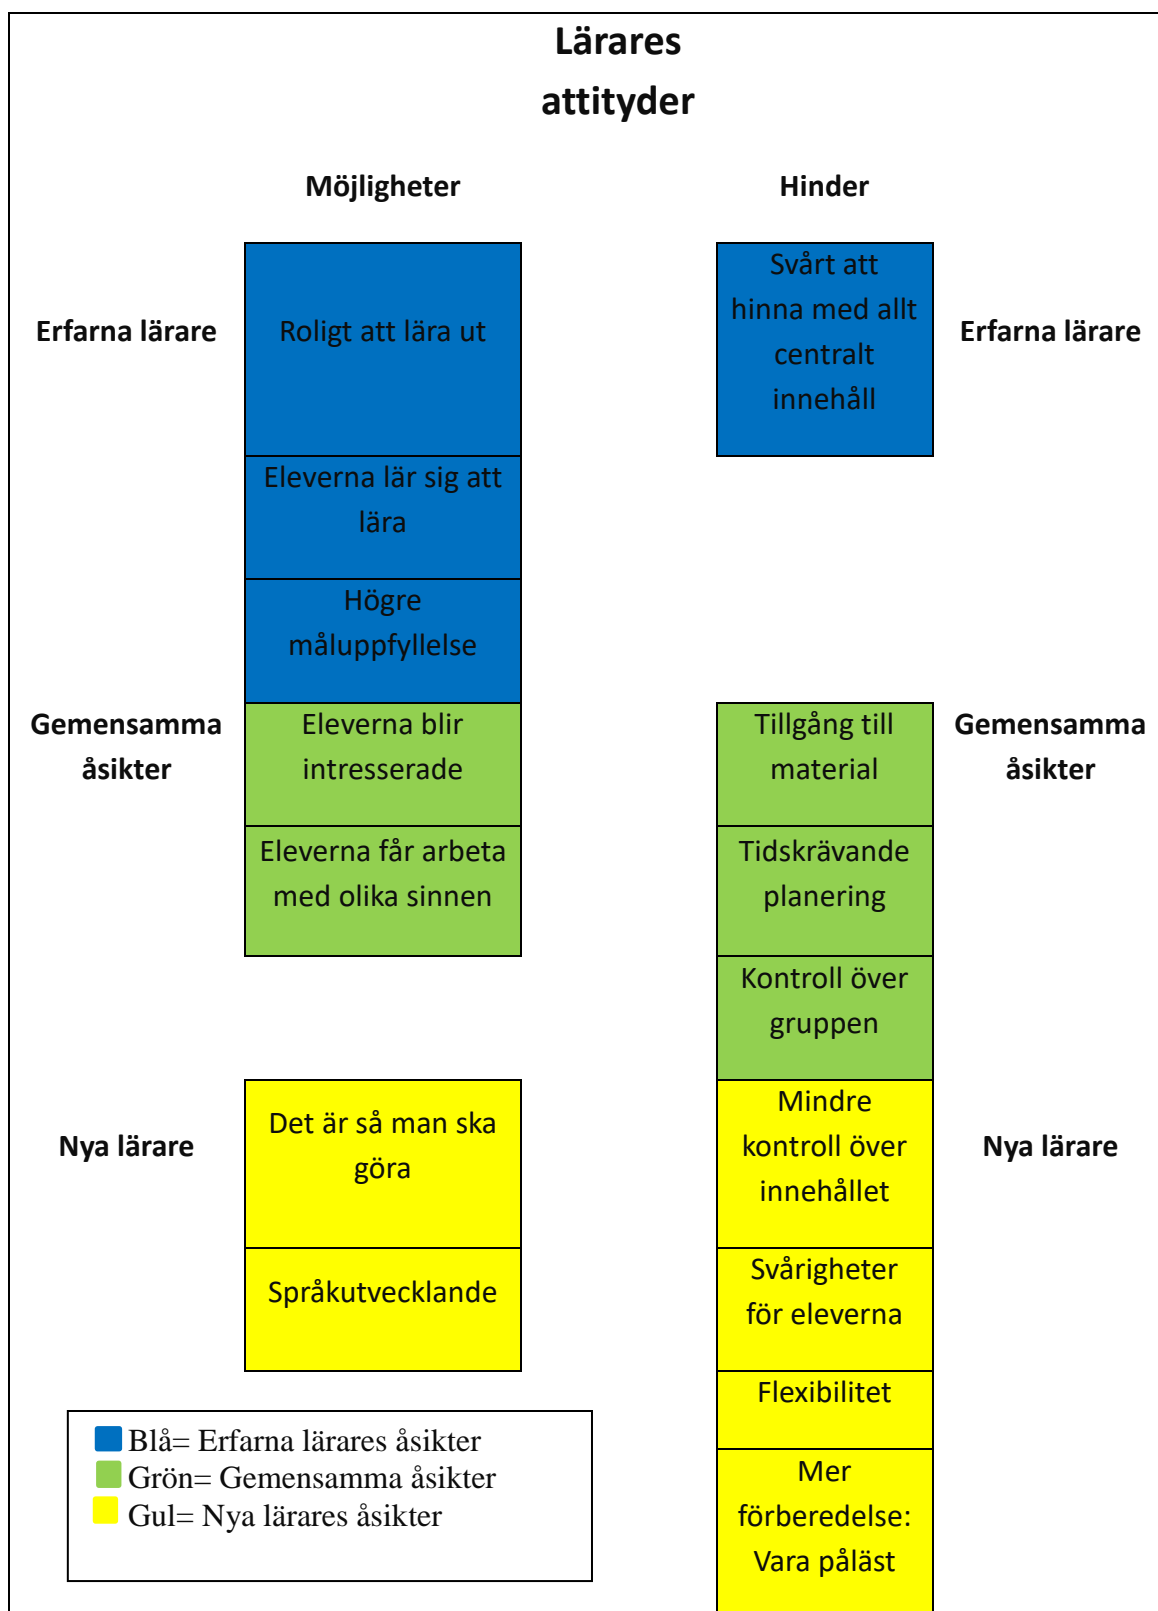 Lärares
attityder
Möjligheter
Hinder
Erfarna lärare
Roligt att lära ut
Svårt att
hinna med allt
centralt
innehåll
Erfarna lärare
Eleverna lär sig att
lära
Högre
måluppfyllelse
Gemensamma
åsikter
Eleverna blir
intresserade
Tillgång till
material
Gemensamma
åsikter
Eleverna får arbeta
med olika sinnen
Tidskrävande
planering
Kontroll över
gruppen
Nya lärare
Det är så man ska
göra
Mindre
kontroll över
innehållet
Nya lärare
Språkutvecklande
Svårigheter
för eleverna
Flexibilitet
Mer
förberedelse:
Vara påläst
Blå= Erfarna lärares åsikter
Grön= Gemensamma åsikter
Gul= Nya lärares åsikter